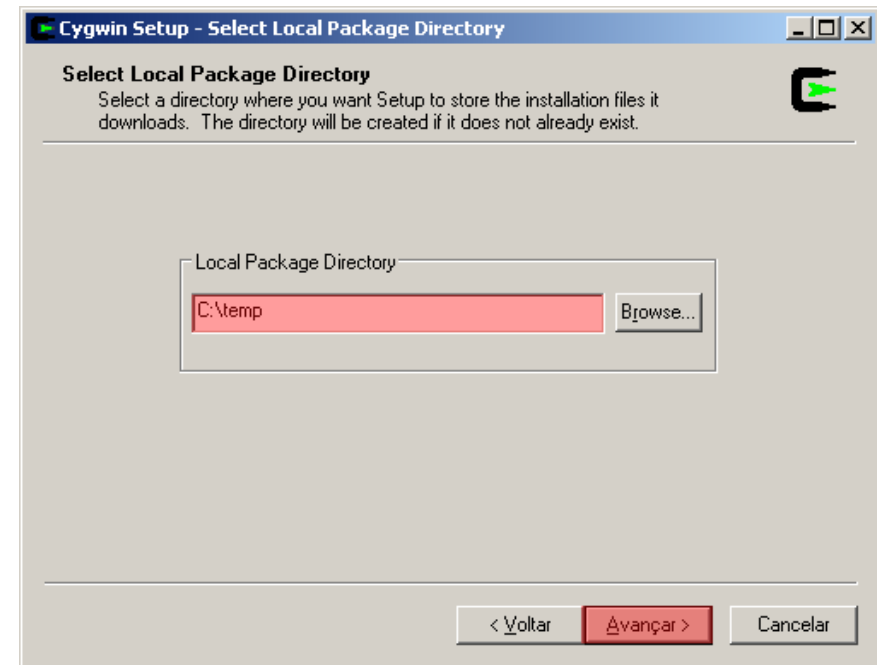 Cygwin Setup - Select Local Package Directory
Select Local Package Directory
Select a directory where you want Setup to store the installation files it
downloads. The directory will be created if it does not already exist.
Local Package Directory
C:\temp
Browse...
< Voltar
Avançar >
Cancelar